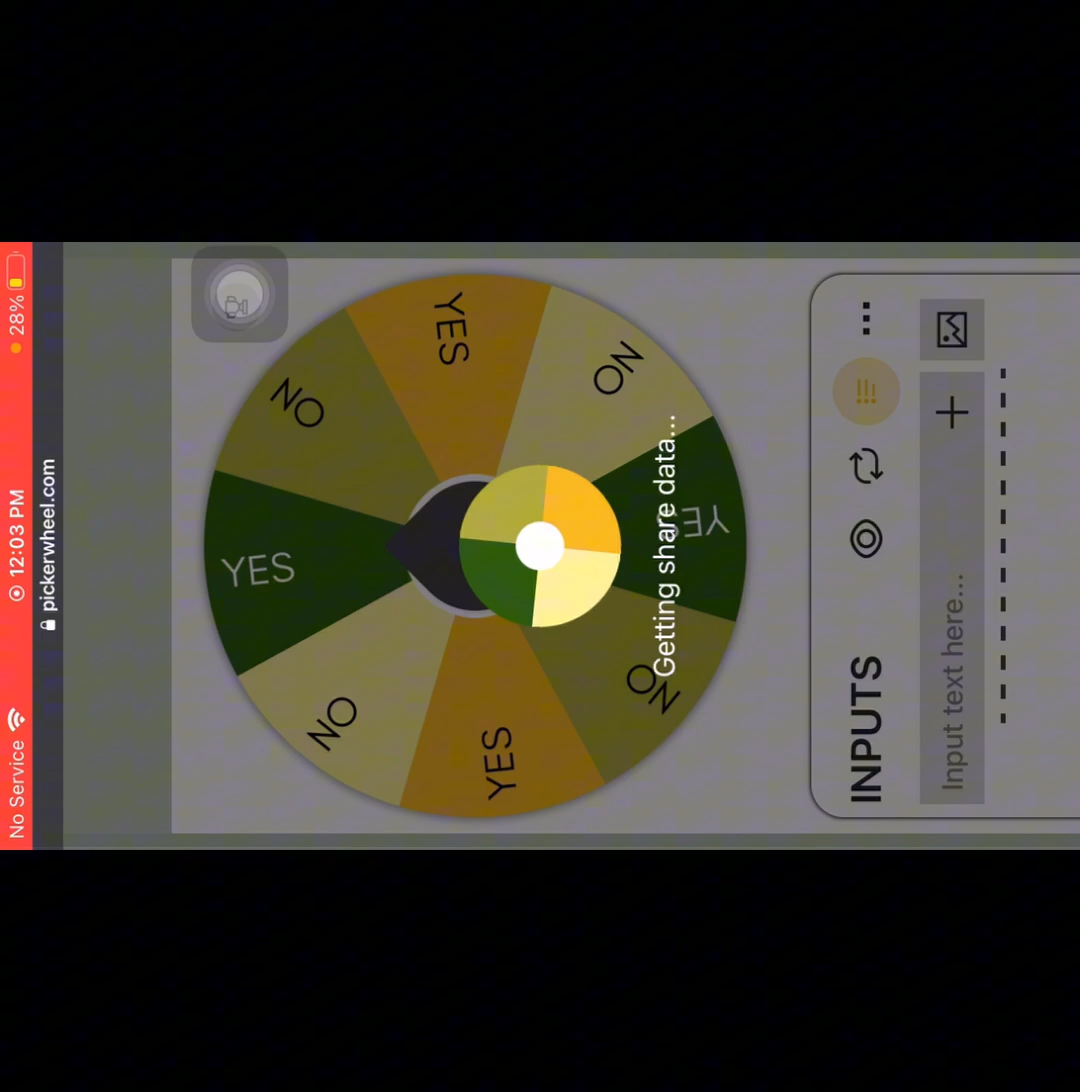 No Service 12:03 PM 28%
pickerwheel.com
YES
NO
YES
NO
YES
NO
YES
NO
Getting share data...
INPUTS
Input text here...